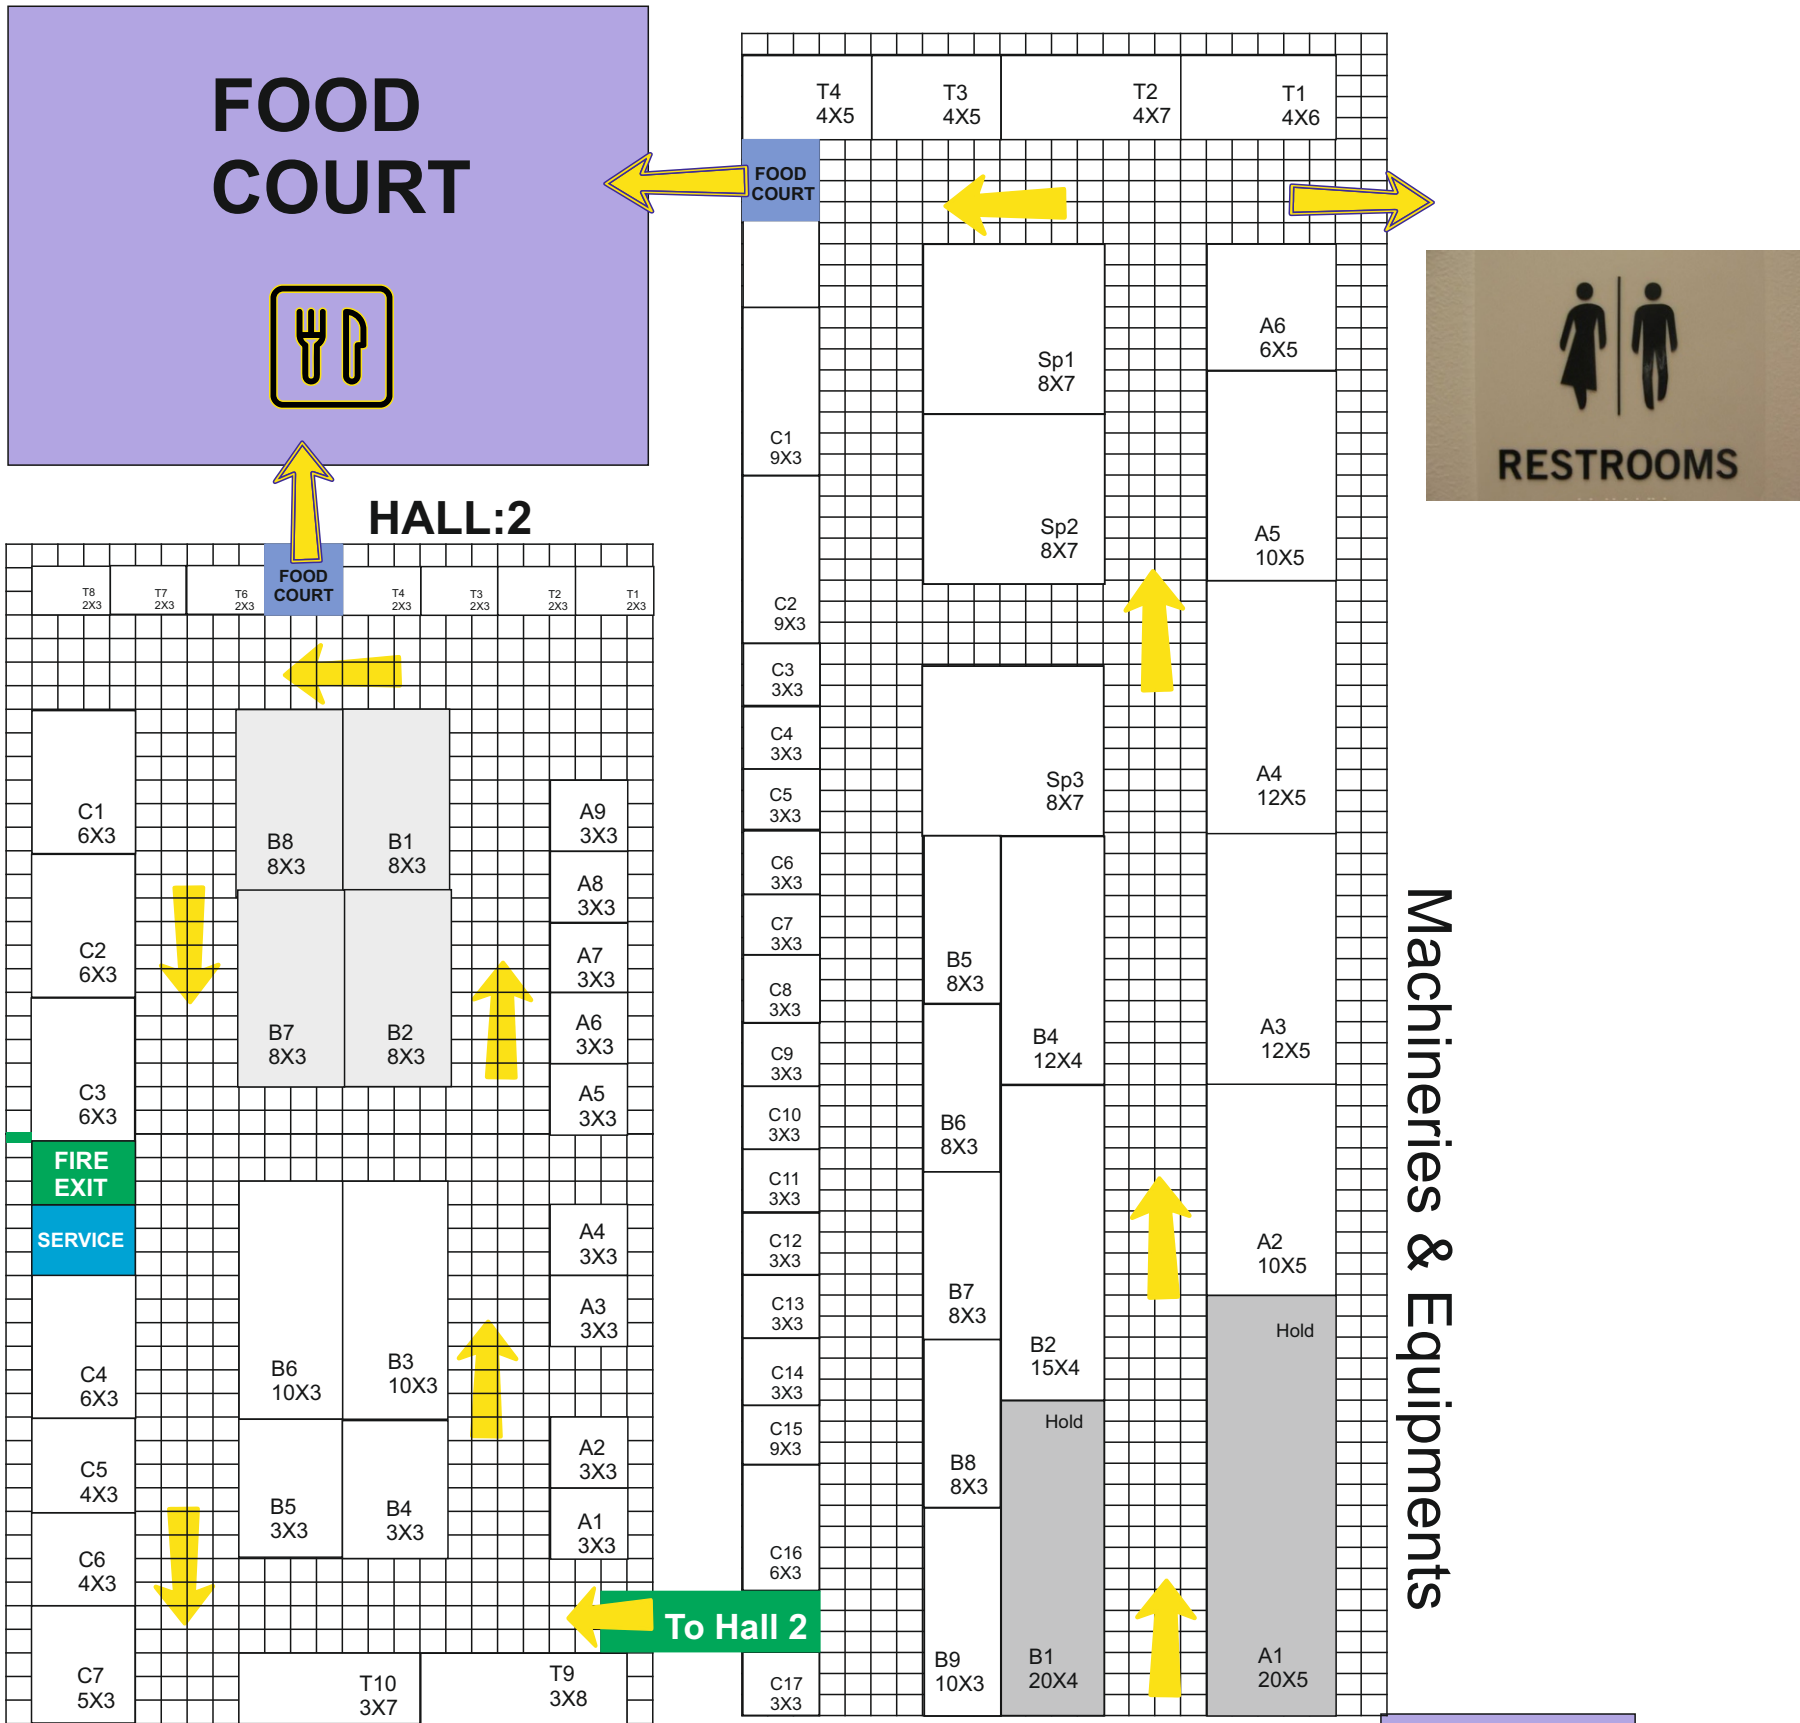 FOOD
COURT
HALL:2
FOOD
COURT
T8
2X3
T7
2X3
T6
2X3
T4
2X3
T3
2X3
T2
2X3
T1
2X3
C1
6X3
C2
6X3
C3
6X3
FIRE
EXIT
SERVICE
C4
6X3
C5
4X3
C6
4X3
C7
5X3
B8
8X3
B1
8X3
B7
8X3
B2
8X3
B6
10X3
B3
10X3
B5
3X3
B4
3X3
A9
3X3
A8
3X3
A7
3X3
A6
3X3
A5
3X3
A4
3X3
A3
3X3
A2
3X3
A1
3X3
T10
3X7
T9
3X8
To Hall 2
T4
4X5
T3
4X5
T2
4X7
T1
4X6
FOOD
COURT
C1
9X3
C2
9X3
C3
3X3
C4
3X3
C5
3X3
C6
3X3
C7
3X3
C8
3X3
C9
3X3
C10
3X3
C11
3X3
C12
3X3
C13
3X3
C14
3X3
C15
9X3
C16
6X3
C17
3X3
Sp1
8X7
Sp2
8X7
Sp3
8X7
B5
8X3
B4
12X4
B6
8X3
B7
8X3
B2
15X4
B8
8X3
Hold
B9
10X3
B1
20X4
A6
6X5
A5
10X5
A4
12X5
A3
12X5
A2
10X5
Hold
A1
20X5
RESTROOMS
Machineries & Equipments